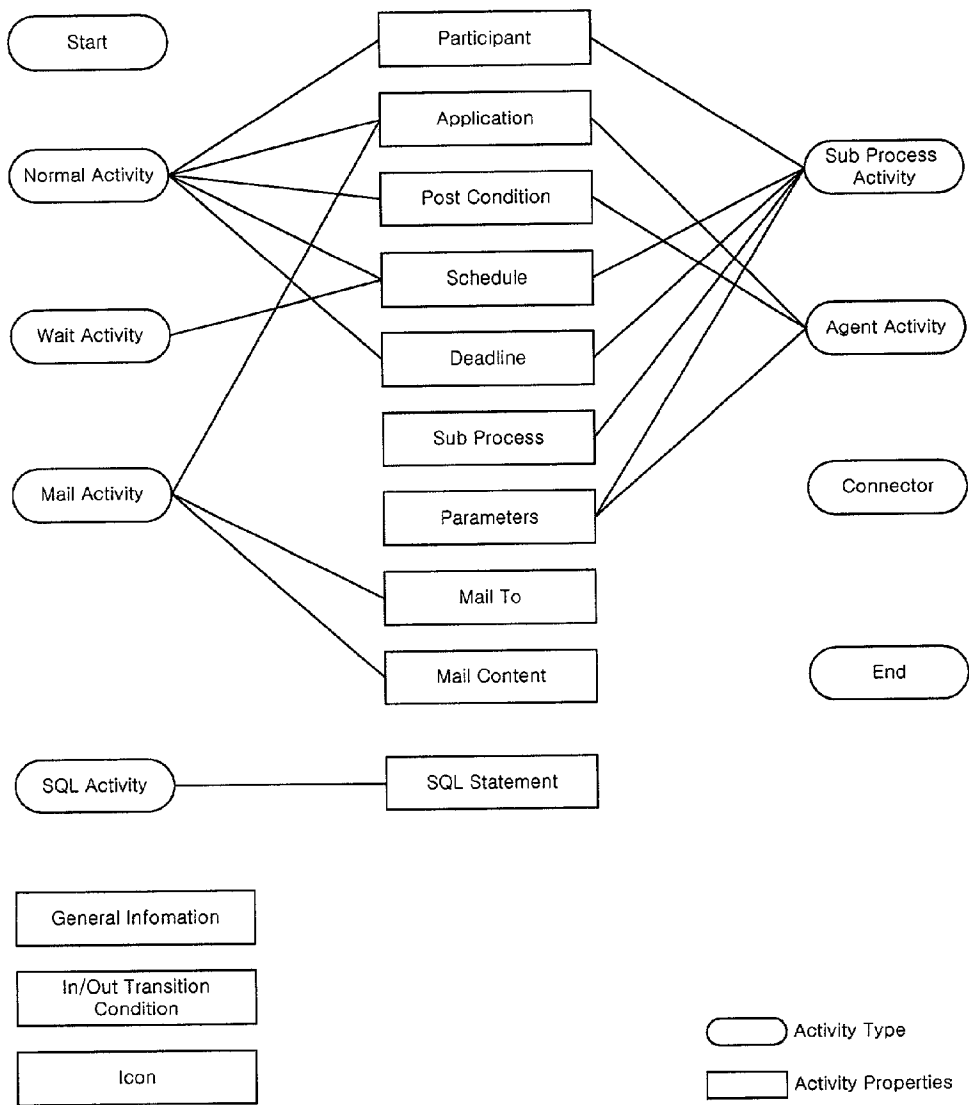 Start
Participant
Application
Normal Activity
Sub Process
Activity
Post Condition
Schedule
Wait Activity
Agent Activity
Deadline
Sub Process
Mail Activity
Connector
Parameters
Mail To
Mail Content
End
SQL Activity
SQL Statement
General Infomation
In/Out Transition
Condition
Icon
Activity Type
Activity Properties